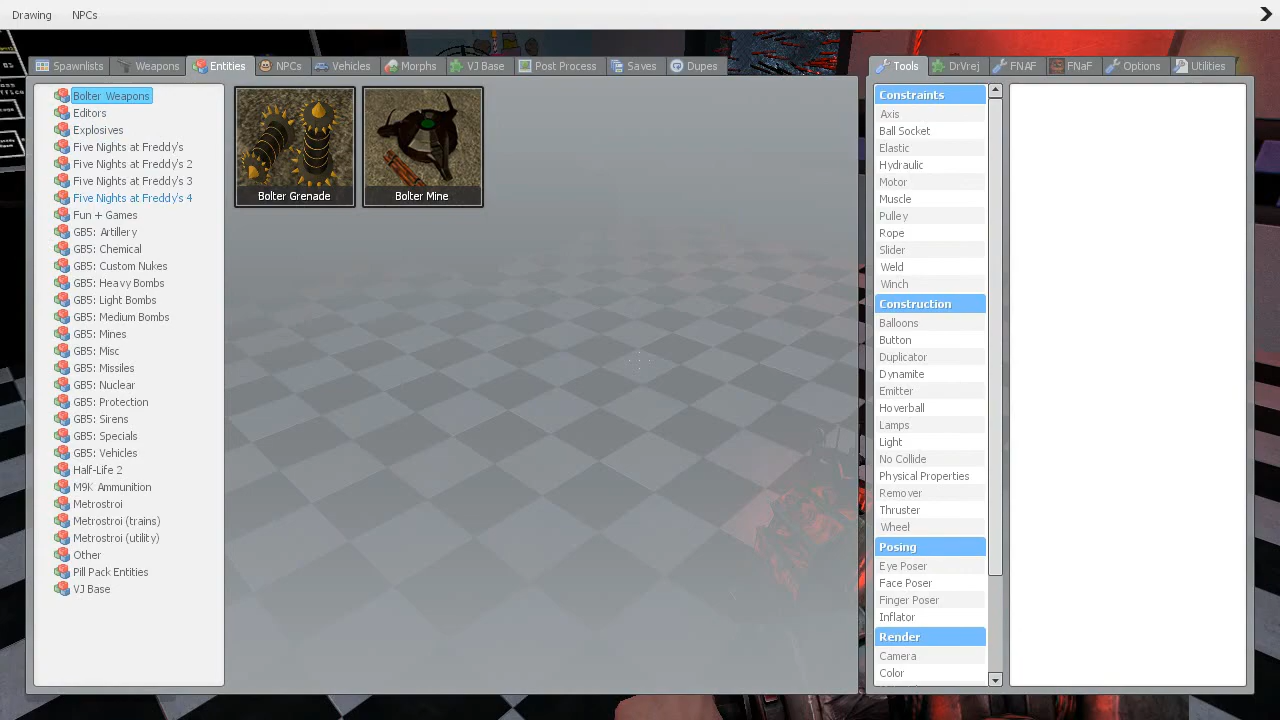 Drawing NPCs
Spawnlists Weapons Entities NPCs Vehicles Morphs VJ Base Post Process Saves Dupes
Bolter Weapons
Editors
Explosives
Five Nights at Freddy's
Five Nights at Freddy's 2
Five Nights at Freddy's 3
Five Nights at Freddy's 4
Fun + Games
GB5: Artillery
GB5: Chemical
GB5: Custom Nukes
GB5: Heavy Bombs
GB5: Light Bombs
GB5: Medium Bombs
GB5: Mines
GB5: Misc
GB5: Missiles
GB5: Nuclear
GB5: Protection
GB5: Sirens
GB5: Specials
GB5: Vehicles
Half-Life 2
M9K Ammunition
Metrostroi
Metrostroi (trains)
Metrostroi (utility)
Other
Pill Pack Entities
VJ Base
Bolter Grenade Bolter Mine
Tools DrVrej FNAF FNaF Options Utilities
Constraints
Axis
Ball Socket
Elastic
Hydraulic
Motor
Muscle
Pulley
Rope
Slider
Weld
Winch
Construction
Balloons
Button
Duplicator
Dynamite
Emitter
Hoverball
Lamps
Light
No Collide
Physical Properties
Remover
Thruster
Wheel
Posing
Eye Poser
Face Poser
Finger Poser
Inflator
Render
Camera
Color